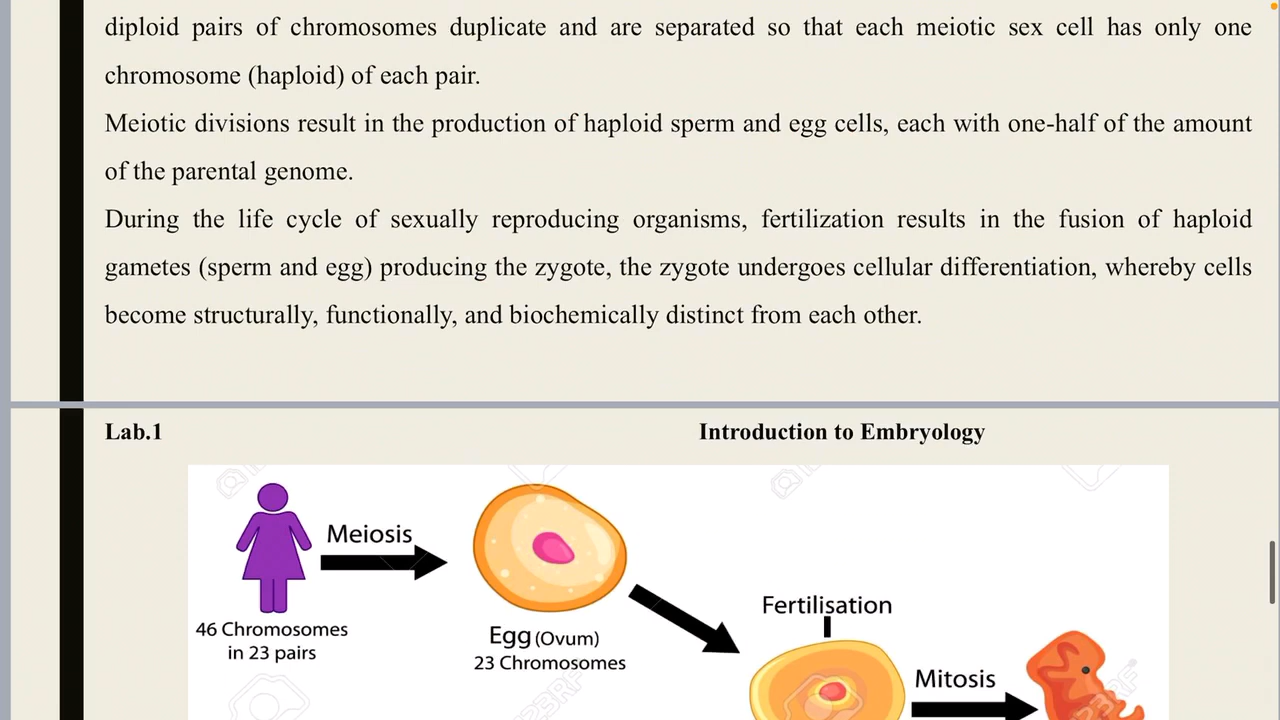 diploid pairs of chromosomes duplicate and are separated so that each meiotic sex cell has only one
chromosome (haploid) of each pair.
Meiotic divisions result in the production of haploid sperm and egg cells, each with one-half of the amount
of the parental genome.
During the life cycle of sexually reproducing organisms, fertilization results in the fusion of haploid
gametes (sperm and egg) producing the zygote, the zygote undergoes cellular differentiation, whereby cells
become structurally, functionally, and biochemically distinct from each other.
Lab.1 Introduction to Embryology
Meiosis
46 Chromosomes
in 23 pairs
Egg (Ovum)
23 Chromosomes
Fertilisation
Mitosis